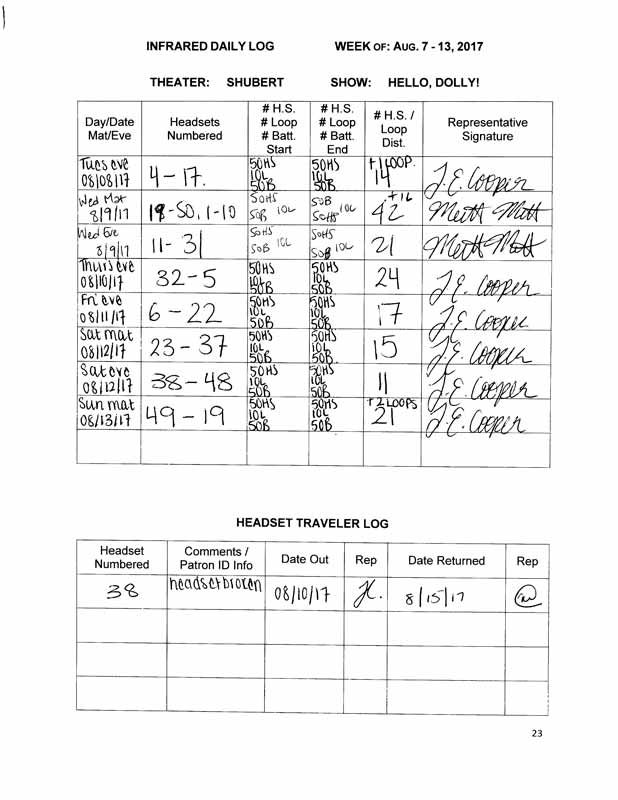 INFRARED DAILY LOG WEEK OF: AUG. 7 - 13, 2017
THEATER: SHUBERT SHOW: HELLO, DOLLY!
Day/Date Mat/Eve Headsets Numbered # H.S. # Loop # Batt. Start # H.S. # Loop # Batt. End # H.S. / Loop Dist. Representative Signature
Tues eve 08/08/17 4-17. 50HS 10L 50B 50HS 10L 50B +1 LOOP. 14 J.E. Cooper
Wed Mat 8/9/17 18-50, 1-10 50HS 50B 10L 50B 50HS 10L +1L 42
Wed Eve 8/9/17 11-31 50HS 50B 10L 50HS 50B 10L 21
Thurs eve 08/10/17 32-5 50HS 10L 50B 50HS 10L 50B 24 J.E. Cooper
Fri eve 08/11/17 6-22 50HS 10L 50B 50HS 10L 50B 17 J.E. Cooper
Sat mat 08/12/17 23-37 50HS 10L 50B 50HS 10L 50B 15 J.E. Cooper
Sat eve 08/12/17 38-48 50HS 10L 50B 50HS 10L 50B 11 J.E. Cooper
Sun mat 08/13/17 49-19 50HS 10L 50B 50HS 10L 50B +2 LOOPS 21 J.E. Cooper
HEADSET TRAVELER LOG
Headset Numbered Comments / Patron ID Info Date Out Rep Date Returned Rep
38 headset broken 08/10/17 8/15/17
23